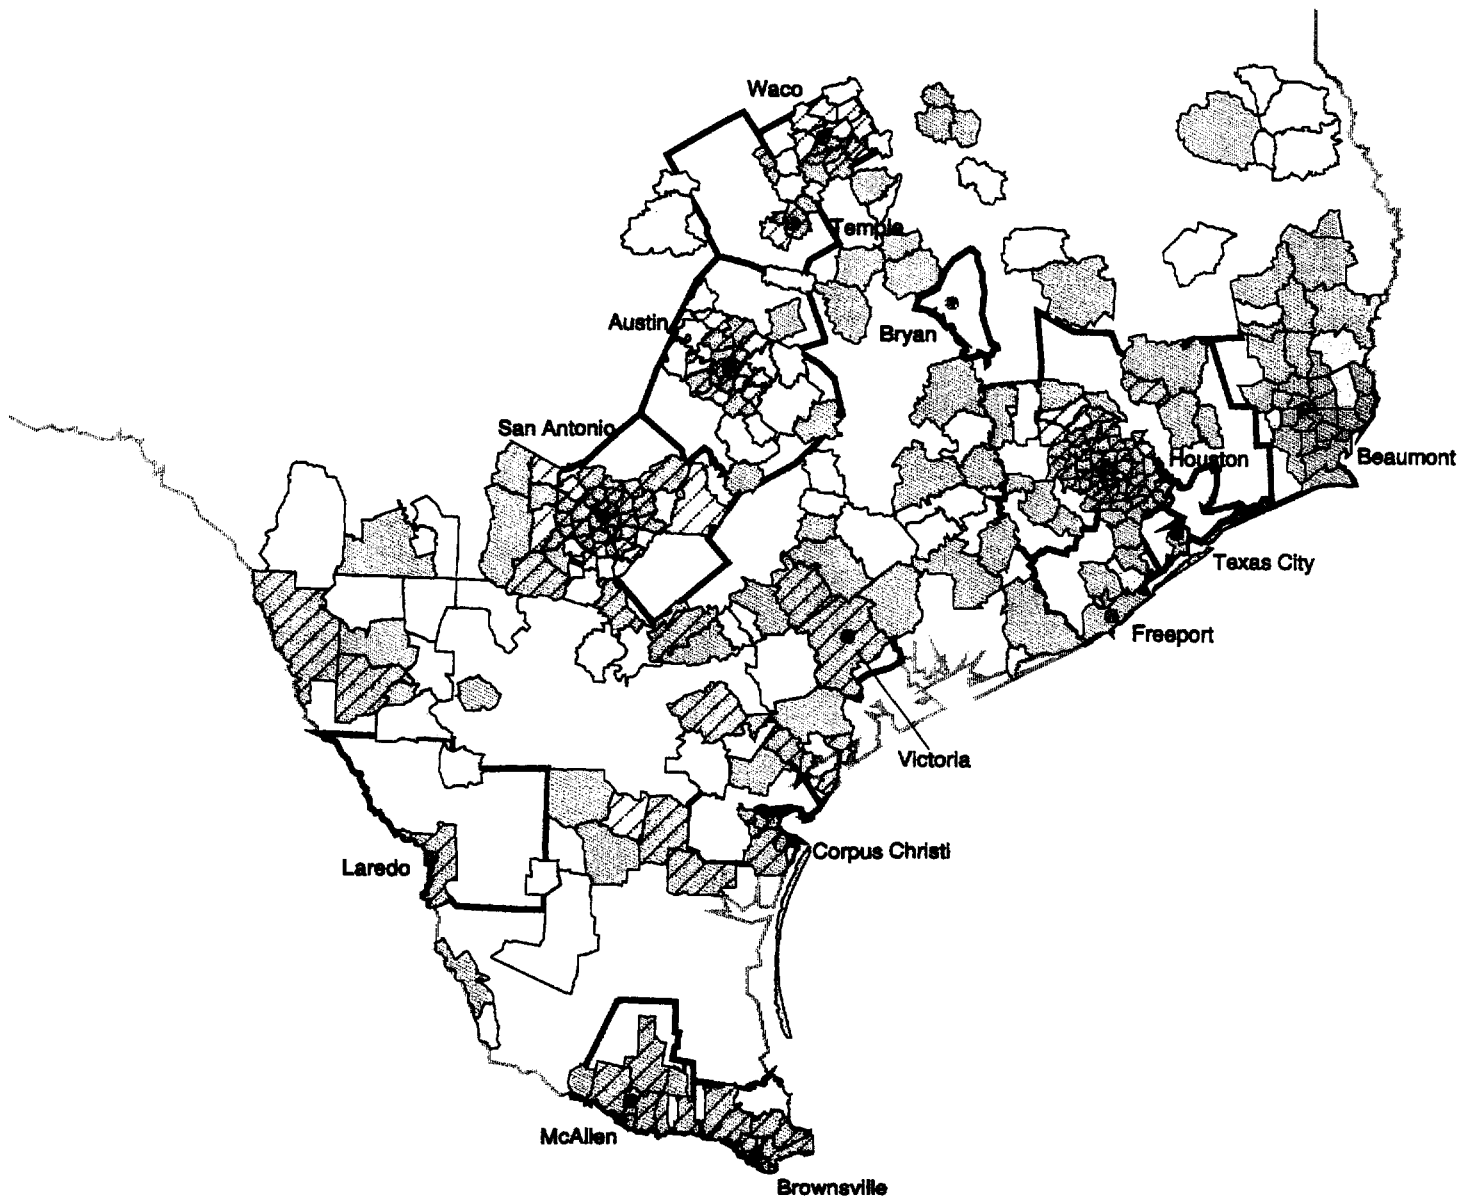 Waco
Temple
Austin
Bryan
San Antonio
Houston
Beaumont
Texas City
Freeport
Victoria
Corpus Christi
Laredo
McAllen
Brownsville